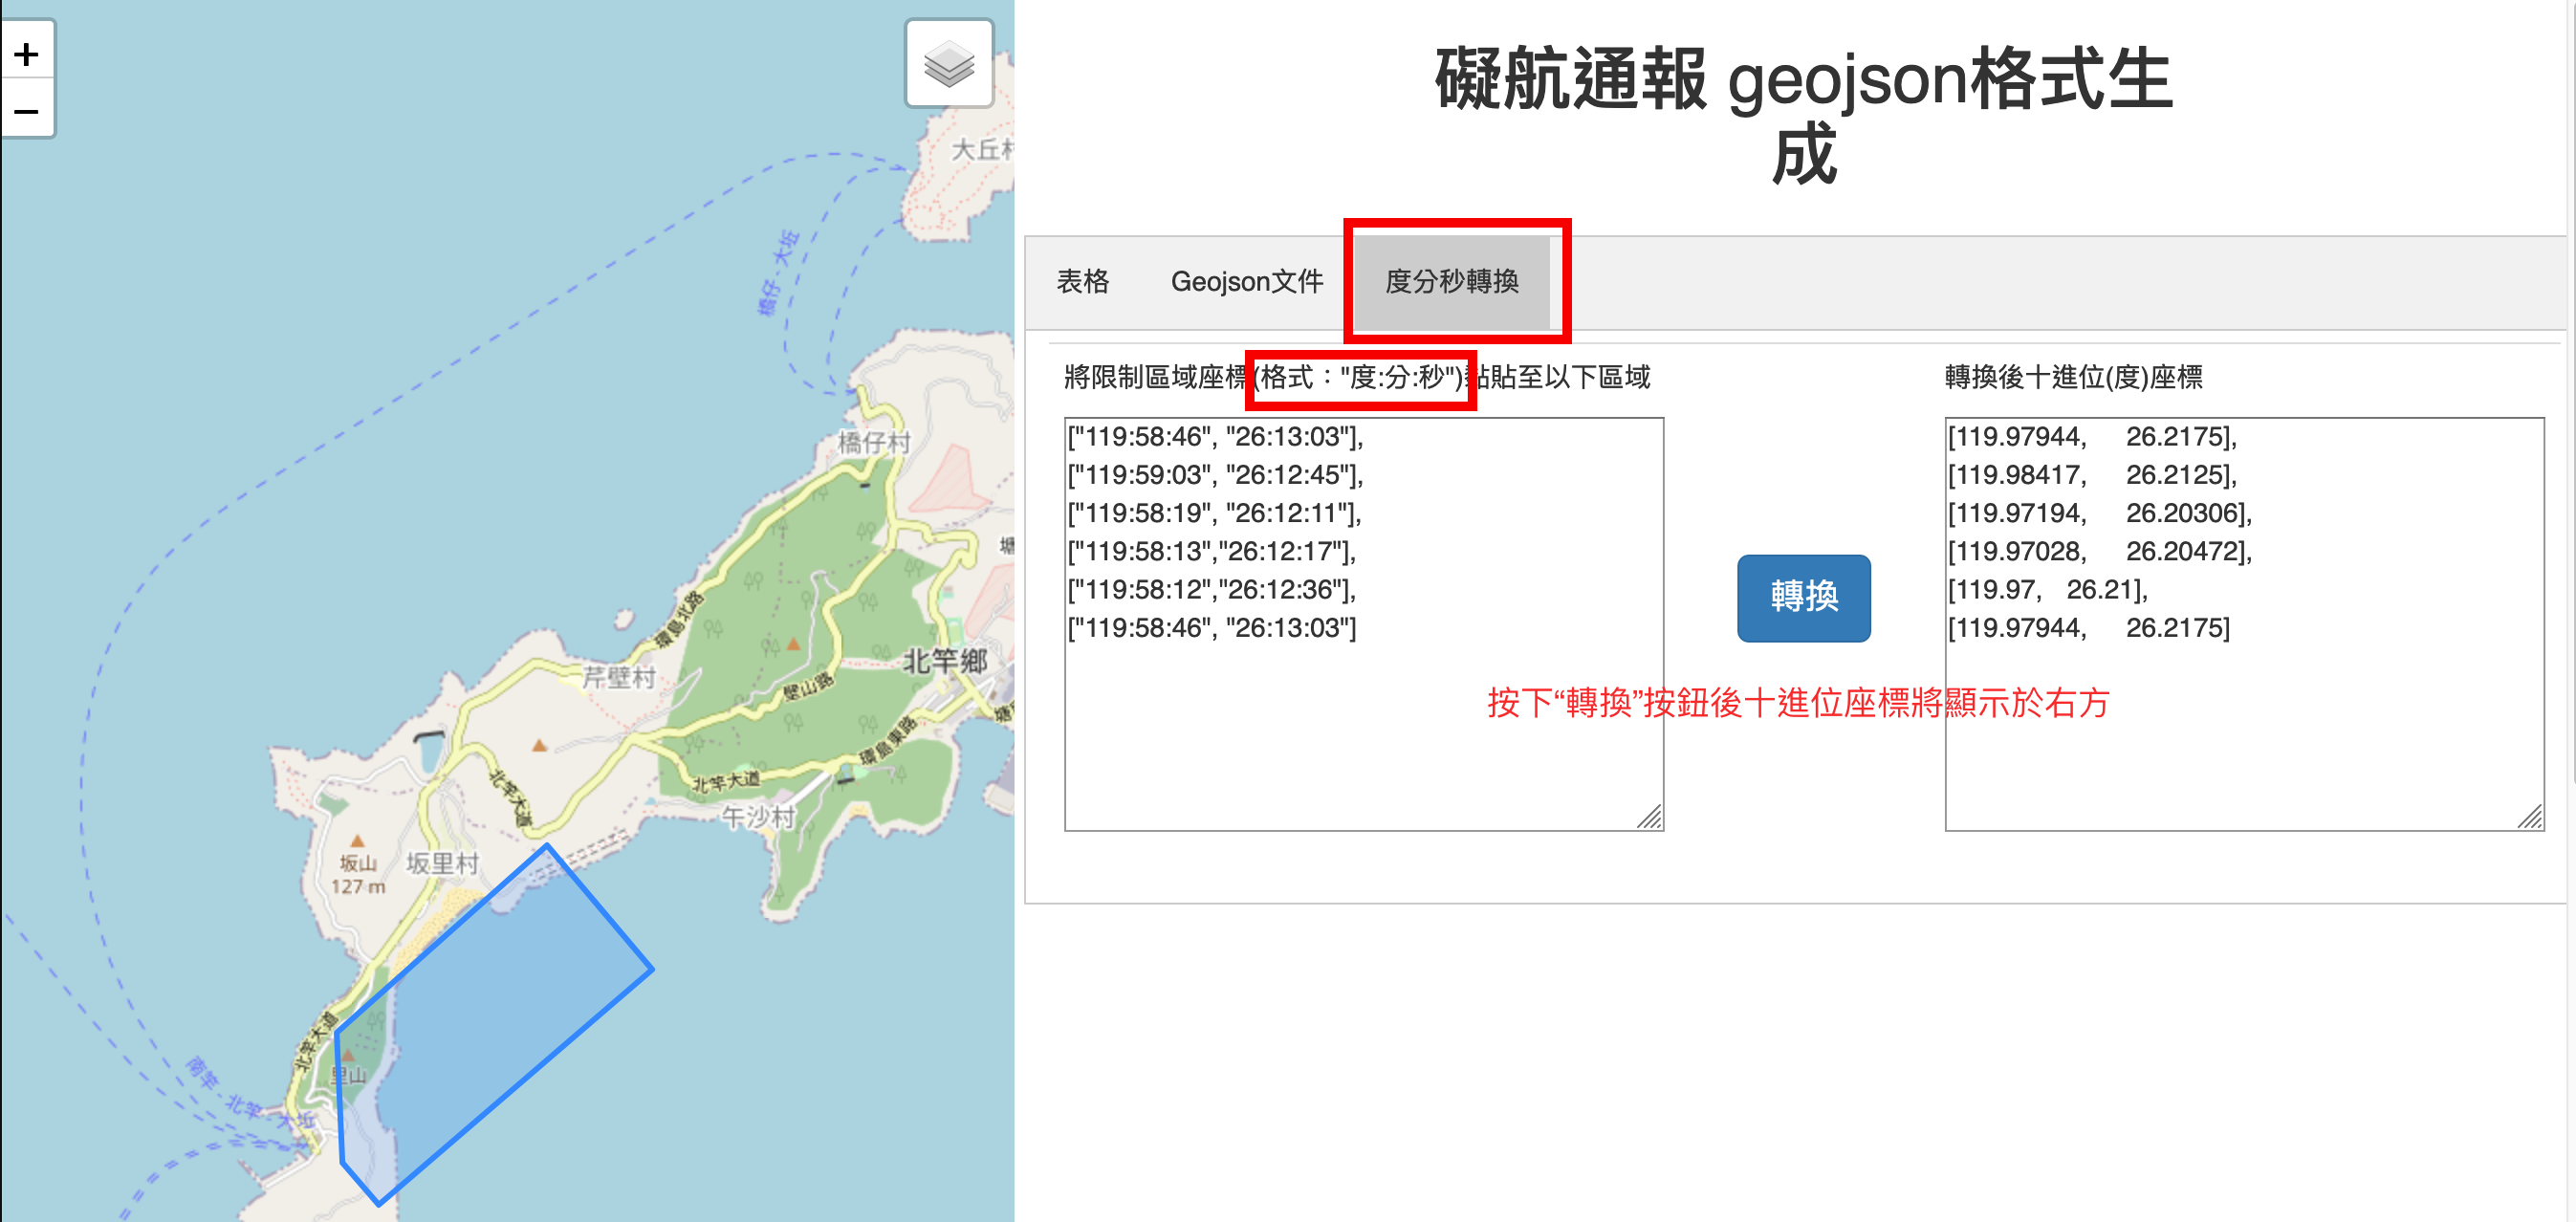 +
−
大丘村
橋仔 - 大坵
橋仔村
塘
環島北路
芹壁村
北竿鄉
壁山路
環島東路
北竿大道
北竿大道
午沙村
坂山
127 m
坂里村
北竿大道
里山
南竿 - 北竿 - 大坵
礙航通報 geojson格式生
成
表格
Geojson文件
度分秒轉換
將限制區域座標(格式："度:分:秒")黏貼至以下區域
["119:58:46", "26:13:03"],
["119:59:03", "26:12:45"],
["119:58:19", "26:12:11"],
["119:58:13","26:12:17"],
["119:58:12","26:12:36"],
["119:58:46", "26:13:03"]
轉換
按下“轉換”按鈕後十進位座標將顯示於右方
轉換後十進位(度)座標
[119.97944, 26.2175],
[119.98417, 26.2125],
[119.97194, 26.20306],
[119.97028, 26.20472],
[119.97, 26.21],
[119.97944, 26.2175]